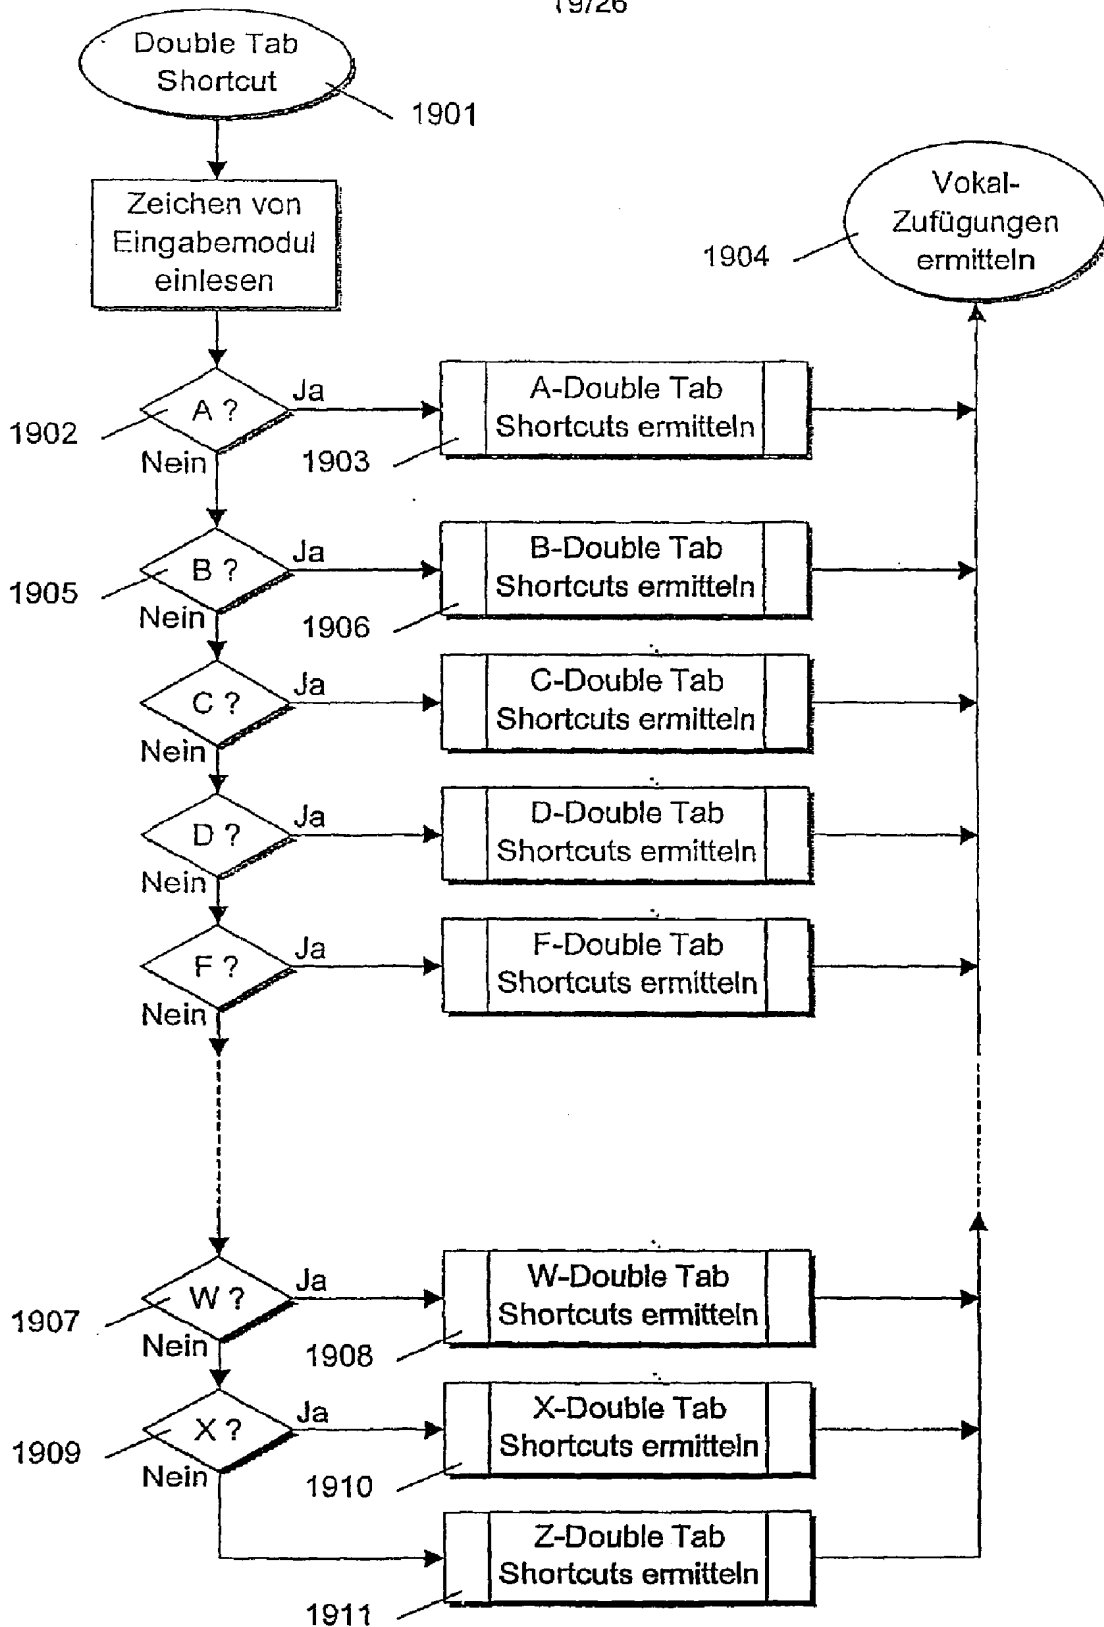 19/26
Double Tab
Shortcut
1901
Zeichen von
Eingabemodul
einlesen
Vokal-
Zufügungen
ermitteln
1904
A ?
Ja
Nein
1902
A-Double Tab
Shortcuts ermitteln
1903
B ?
Ja
Nein
1905
B-Double Tab
Shortcuts ermitteln
1906
C ?
Ja
Nein
C-Double Tab
Shortcuts ermitteln
D ?
Ja
Nein
D-Double Tab
Shortcuts ermitteln
F ?
Ja
Nein
F-Double Tab
Shortcuts ermitteln
W ?
Ja
Nein
1907
W-Double Tab
Shortcuts ermitteln
1908
X ?
Ja
Nein
1909
X-Double Tab
Shortcuts ermitteln
1910
Z-Double Tab
Shortcuts ermitteln
1911